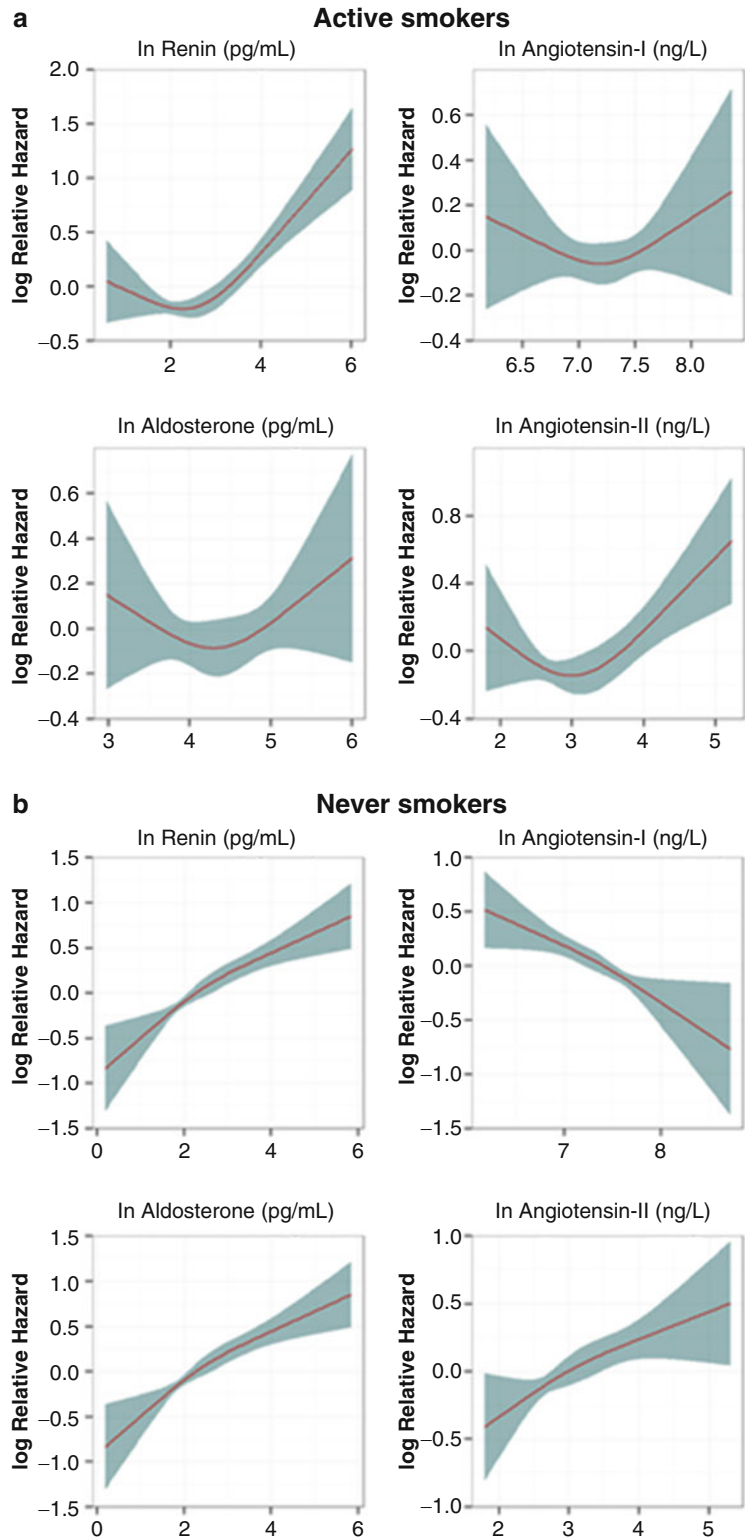 a
Active smokers
In Renin (pg/mL)
log Relative Hazard
2.0
1.5
1.0
0.5
0.0
−0.5
2 4 6
In Angiotensin-I (ng/L)
log Relative Hazard
0.6
0.4
0.2
0.0
−0.2
−0.4
6.5 7.0 7.5 8.0
In Aldosterone (pg/mL)
log Relative Hazard
0.6
0.4
0.2
0.0
−0.2
−0.4
3 4 5 6
In Angiotensin-II (ng/L)
log Relative Hazard
0.8
0.4
0.0
−0.4
2 3 4 5
b
Never smokers
In Renin (pg/mL)
log Relative Hazard
1.5
1.0
0.5
0.0
−0.5
−1.0
−1.5
0 2 4 6
In Angiotensin-I (ng/L)
log Relative Hazard
1.0
0.5
0.0
−0.5
−1.0
−1.5
7 8
In Aldosterone (pg/mL)
log Relative Hazard
1.5
1.0
0.5
0.0
−0.5
−1.0
−1.5
0 2 4 6
In Angiotensin-II (ng/L)
log Relative Hazard
1.0
0.5
0.0
−0.5
−1.0
2 3 4 5